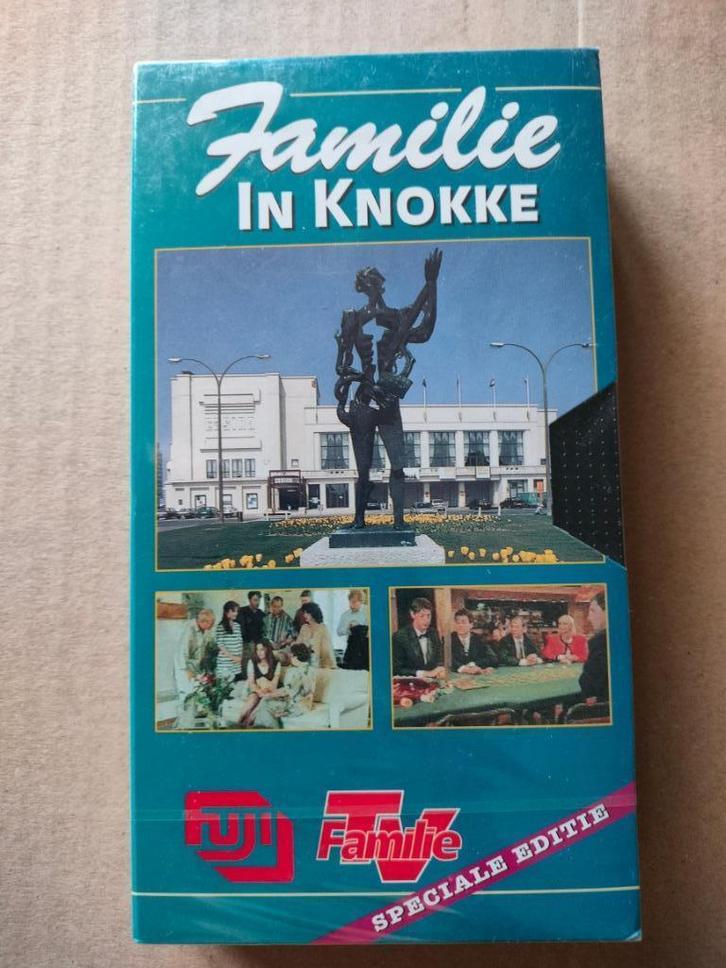 Familie
IN KNOKKE
FUJI
TV
Familie
SPECIALE EDITIE